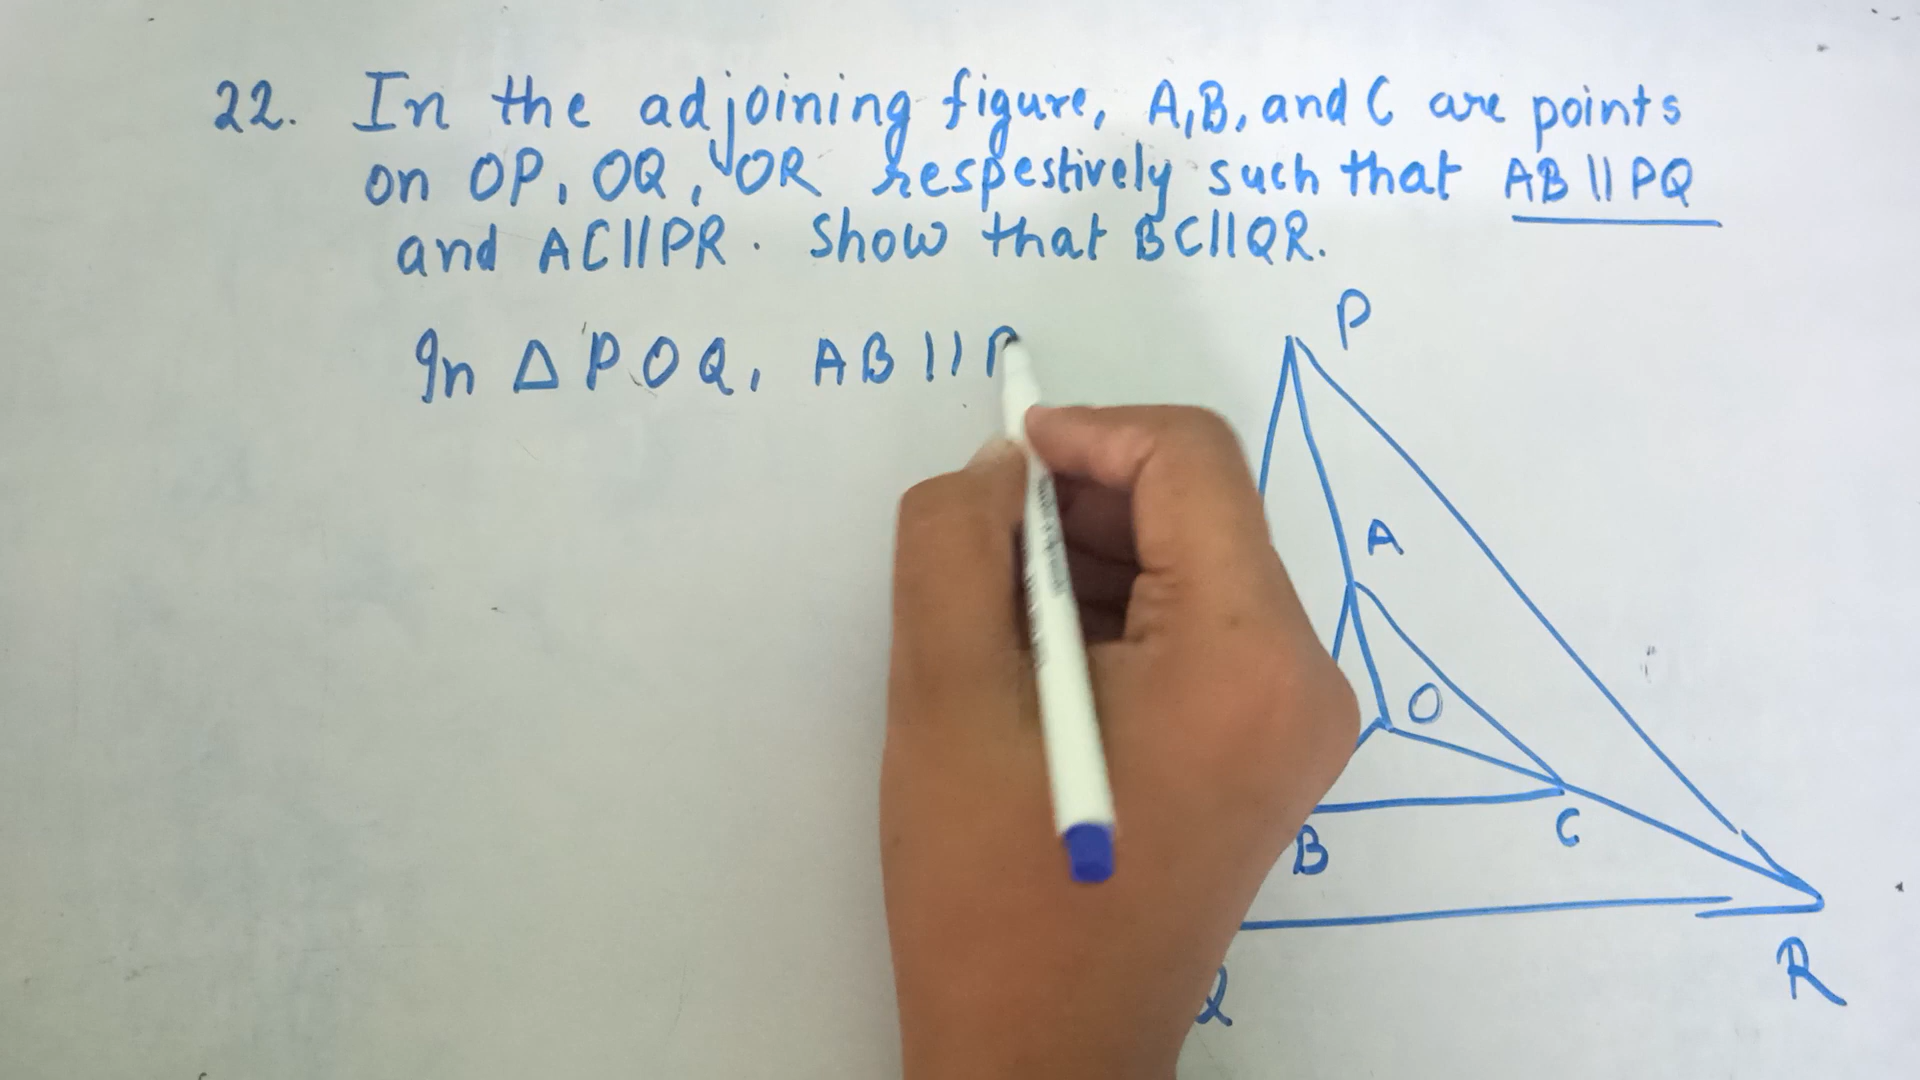 22. In the adjoining figure, A,B, and C are points
on OP, OQ, OR respestively such that AB || PQ
and AC||PR. Show that BC||QR.
In Δ POQ, AB || P
P
A
O
B
C
Q
R